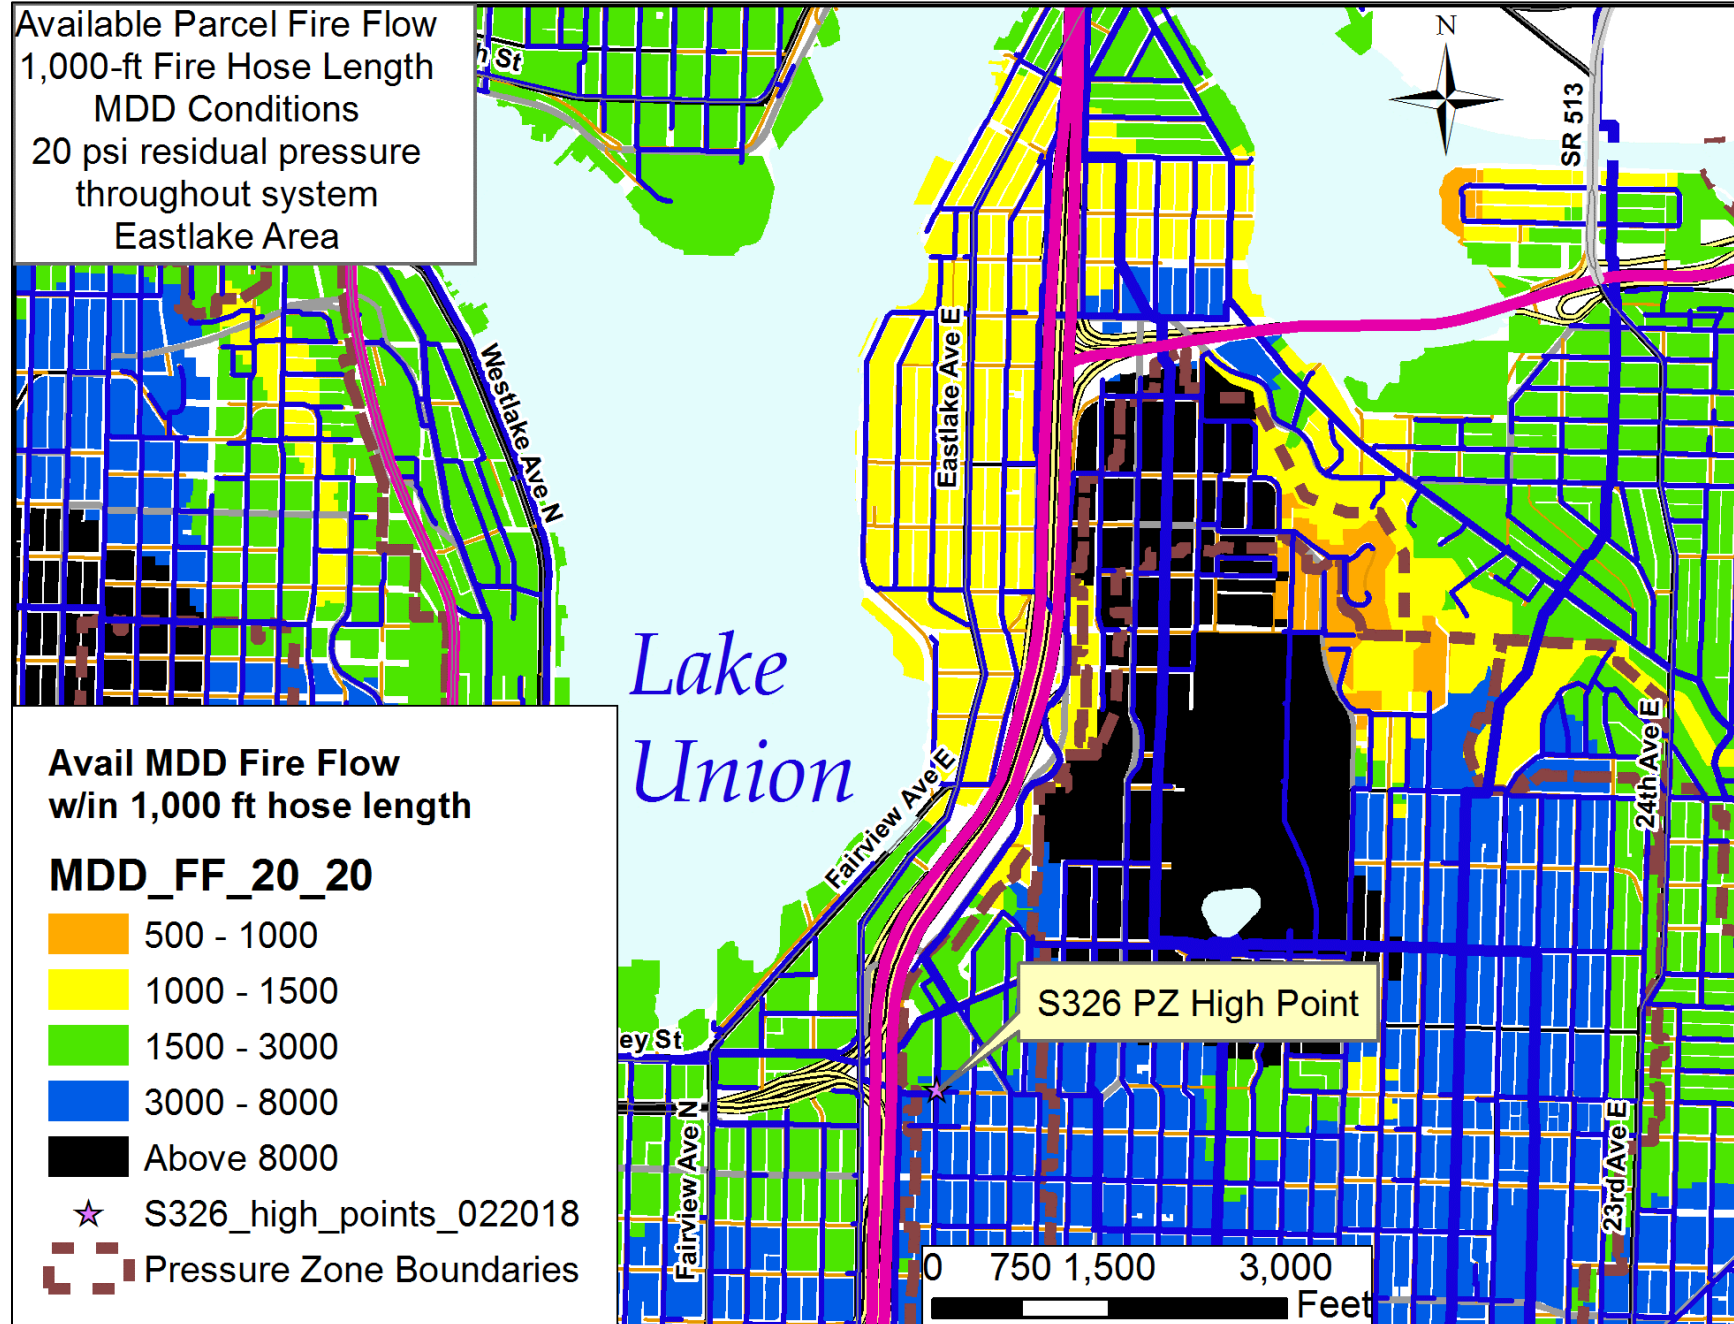 Available Parcel Fire Flow
1,000-ft Fire Hose Length
MDD Conditions
20 psi residual pressure
throughout system
Eastlake Area
h St
N
SR 513
Westlake Ave N
Eastlake Ave E
Lake
Union
Fairview Ave E
24th Ave E
S326 PZ High Point
ey St
Fairview Ave N
23rd Ave E
Avail MDD Fire Flow
w/in 1,000 ft hose length
MDD_FF_20_20
500 - 1000
1000 - 1500
1500 - 3000
3000 - 8000
Above 8000
S326_high_points_022018
Pressure Zone Boundaries
0 750 1,500 3,000
Feet